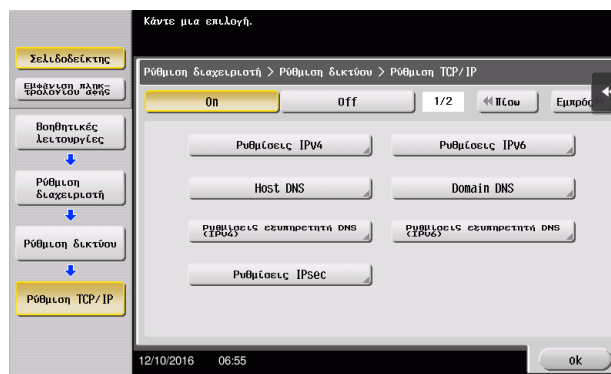 Κάντε μια επιλογή.
Σελιδοδείκτης
Εμφάνιση πληκ-
τρολογίου αφής
Βοηθητικές
λειτουργίες
Ρύθμιση
διαχειριστή
Ρύθμιση δικτύου
Ρύθμιση TCP/IP
Ρύθμιση διαχειριστή > Ρύθμιση δικτύου > Ρύθμιση TCP/IP
On Off 1/2 Πίσω Εμπρός
Ρυθμίσεις IPv4 Ρυθμίσεις IPv6
Host DNS Domain DNS
Ρυθμίσεις εξυπηρετητή DNS
(IPv4)
Ρυθμίσεις εξυπηρετητή DNS
(IPv6)
Ρυθμίσεις IPsec
12/10/2016 06:55
ok